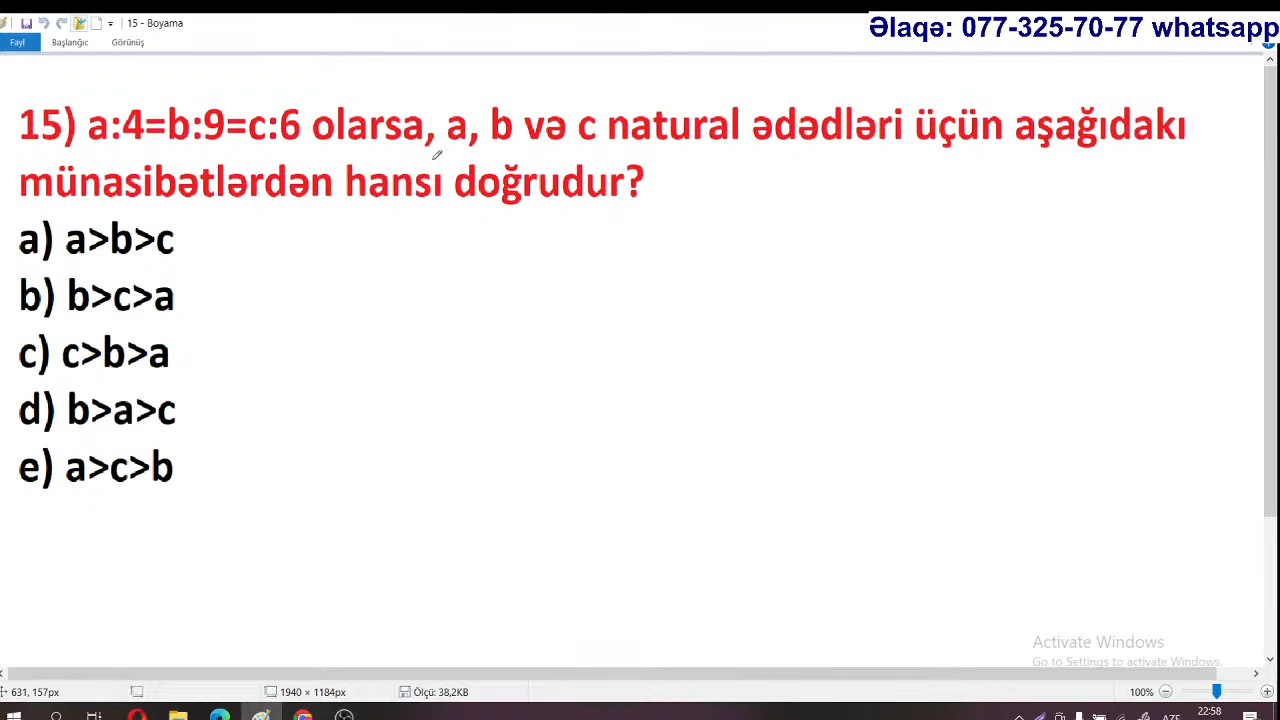 15 - Boyama
Əlaqə: 077-325-70-77 whatsapp
Fayl Başlanğıc Görünüş
15) a:4=b:9=c:6 olarsa, a, b və c natural ədədləri üçün aşağıdakı
münasibətlərdən hansı doğrudur?
a) a>b>c
b) b>c>a
c) c>b>a
d) b>a>c
e) a>c>b
Activate Windows
Go to Settings to activate Windows.
631, 157px 1940 × 1184px Ölçü: 38,2KB 100%
AZE 22:58